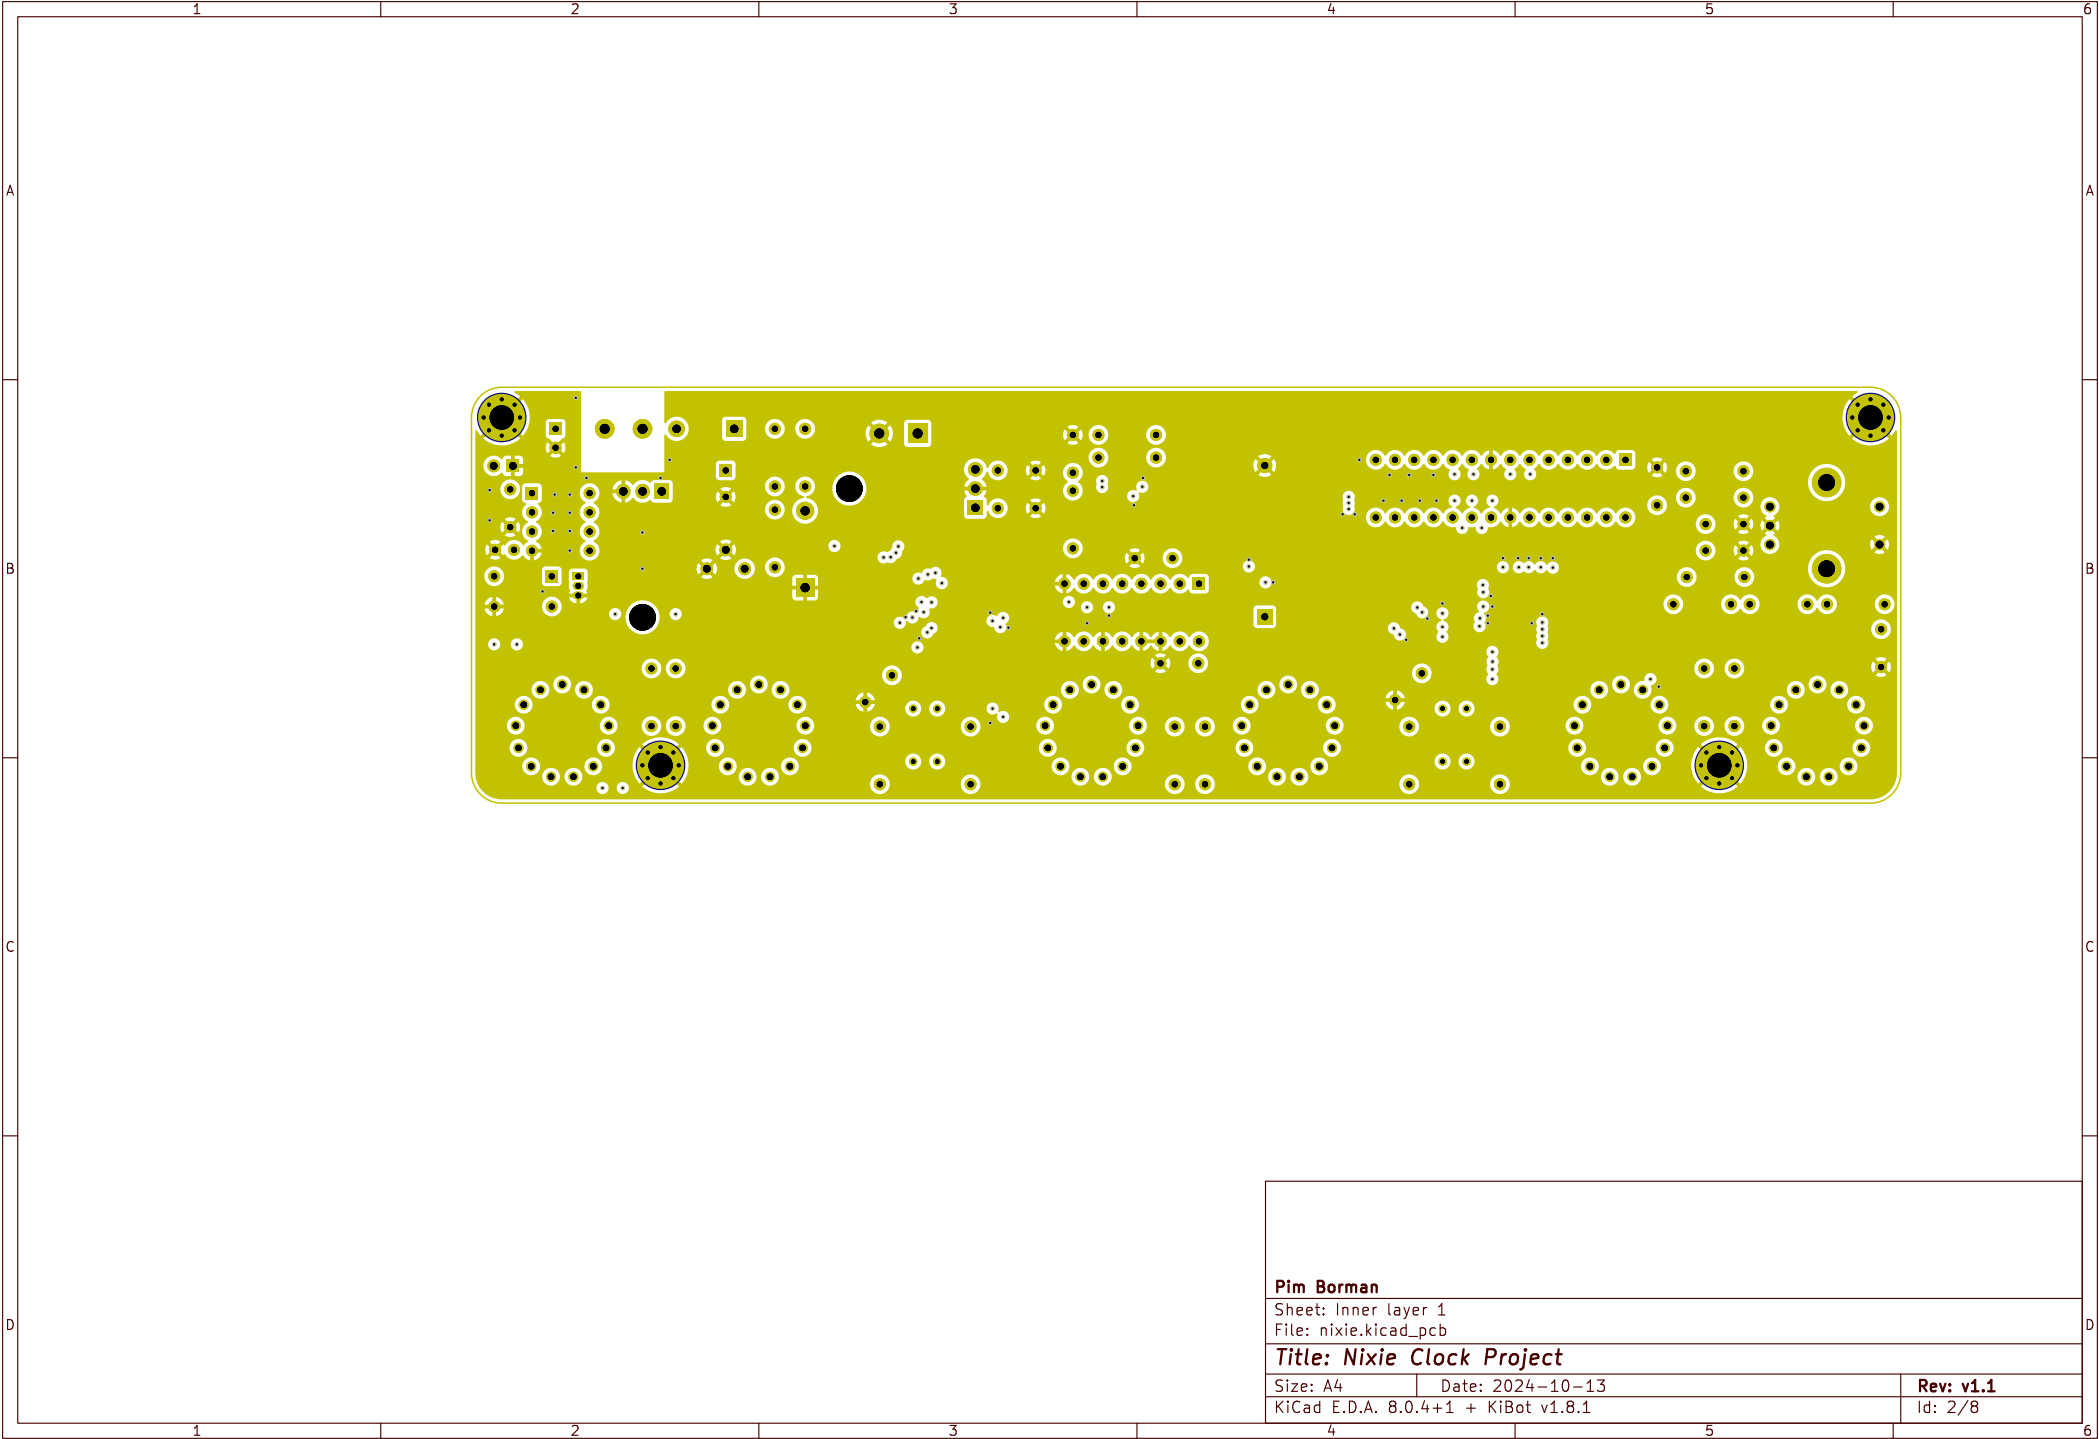 1 2 3 4 5 6
A A
B B
C C
D D
Pim Borman
Sheet: Inner layer 1
File: nixie.kicad_pcb
Title: Nixie Clock Project
Size: A4 Date: 2024-10-13 Rev: v1.1
KiCad E.D.A. 8.0.4+1 + KiBot v1.8.1 Id: 2/8
1 2 3 4 5 6